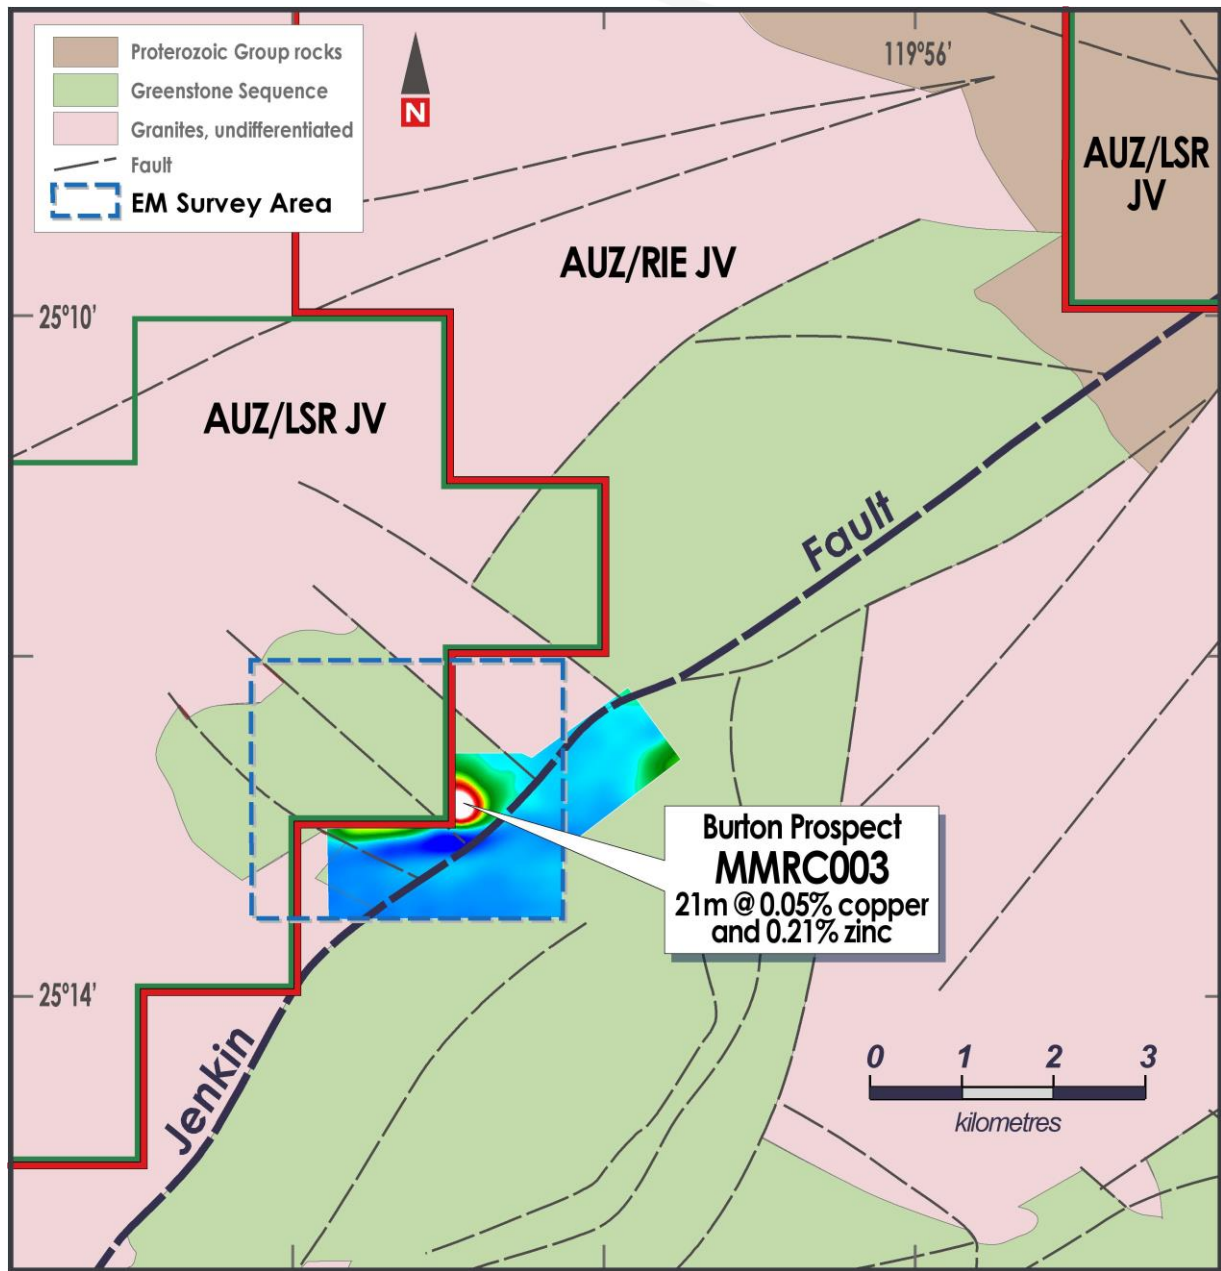 Proterozoic Group rocks
Greenstone Sequence
Granites, undifferentiated
Fault
EM Survey Area
N
119°56'
AUZ/LSR
JV
AUZ/RIE JV
25°10'
AUZ/LSR JV
Fault
Burton Prospect
MMRC003
21m @ 0.05% copper
and 0.21% zinc
25°14'
Jenkin
0 1 2 3
kilometres